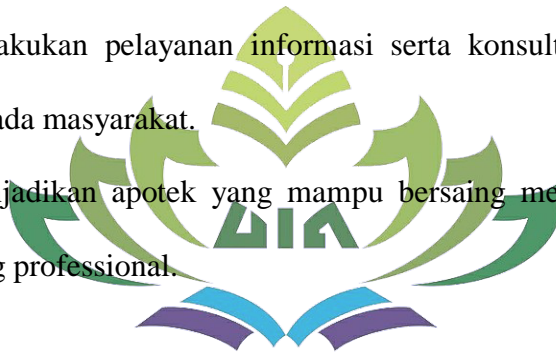 akukan pelayanan informasi serta konsult
ada masyarakat.
jadikan apotek yang mampu bersaing me
g professional.
UIN